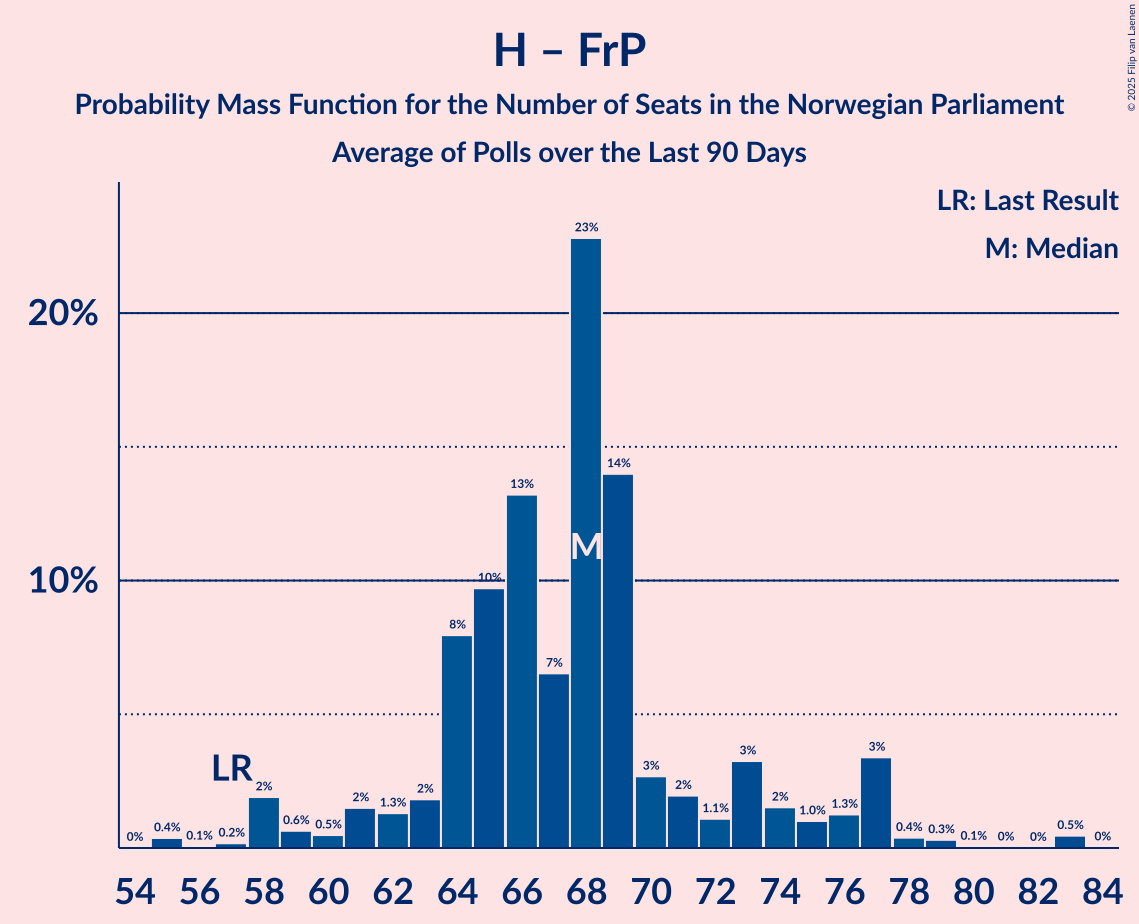 © 2025 Filip van Laenen
H – FrP
Probability Mass Function for the Number of Seats in the Norwegian Parliament
Average of Polls over the Last 90 Days
LR: Last Result
M: Median
20%
10%
LR
M
0% 0.4% 0.1% 0.2% 2% 0.6% 0.5% 2% 1.3% 2% 8% 10% 13% 7% 23% 14% 3% 2% 1.1% 3% 2% 1.0% 1.3% 3% 0.4% 0.3% 0.1% 0% 0% 0.5% 0%
54 56 58 60 62 64 66 68 70 72 74 76 78 80 82 84